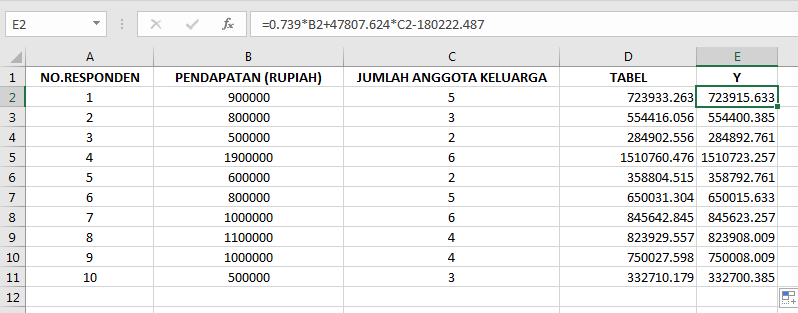 E2 fx =0.739*B2+47807.624*C2-180222.487
A B C D E
1 NO.RESPONDEN PENDAPATAN (RUPIAH) JUMLAH ANGGOTA KELUARGA TABEL Y
2 1 900000 5 723933.263 723915.633
3 2 800000 3 554416.056 554400.385
4 3 500000 2 284902.556 284892.761
5 4 1900000 6 1510760.476 1510723.257
6 5 600000 2 358804.515 358792.761
7 6 800000 5 650031.304 650015.633
8 7 1000000 6 845642.845 845623.257
9 8 1100000 4 823929.557 823908.009
10 9 1000000 4 750027.598 750008.009
11 10 500000 3 332710.179 332700.385
12